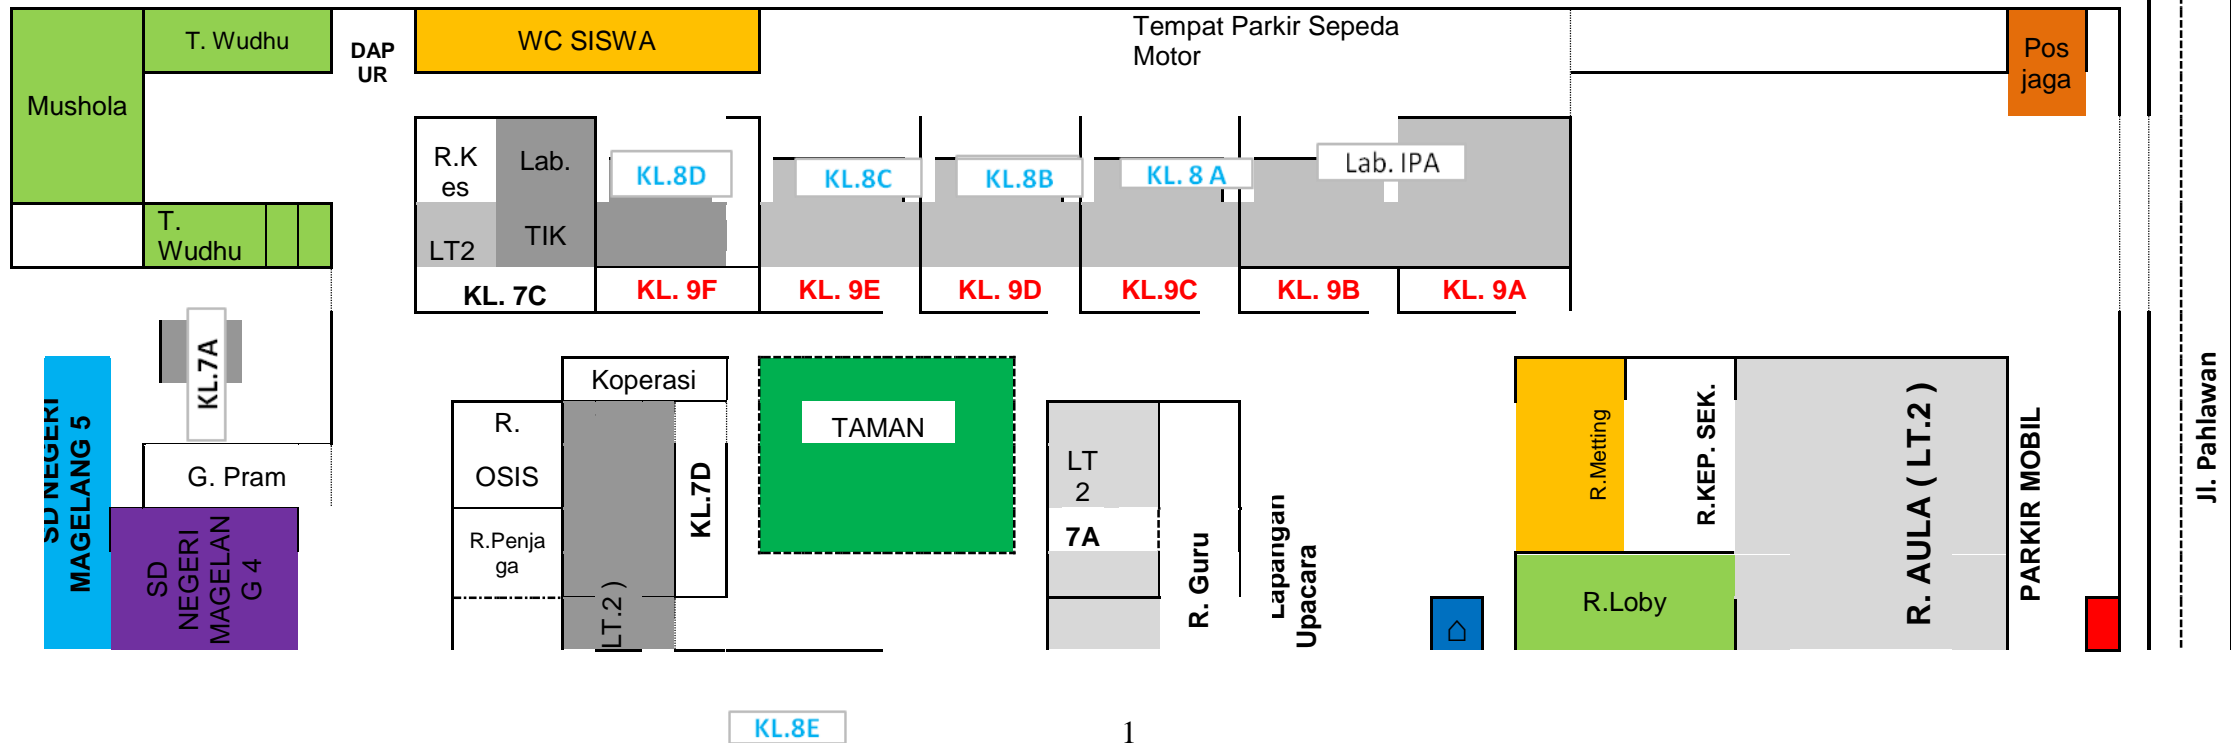 T. Wudhu
DAP
UR
WC SISWA
Tempat Parkir Sepeda
Motor
Pos
jaga
Mushola
R.K
es
Lab.
KL.8D
KL.8C
KL.8B
KL. 8 A
Lab. IPA
T.
Wudhu
LT2
TIK
KL. 7C
KL. 9F
KL. 9E
KL. 9D
KL.9C
KL. 9B
KL. 9A
KL.7A
SD NEGERI
MAGELANG 5
G. Pram
SD
NEGERI
MAGELAN
G 4
Koperasi
R.
OSIS
R.Penja
ga
LT.2 )
KL.7D
TAMAN
LT
2
7A
R. Guru
Lapangan
Upacara
⌂
R.Metting
R.KEP. SEK.
R.Loby
R. AULA ( LT.2 )
PARKIR MOBIL
Jl. Pahlawan
KL.8E
1